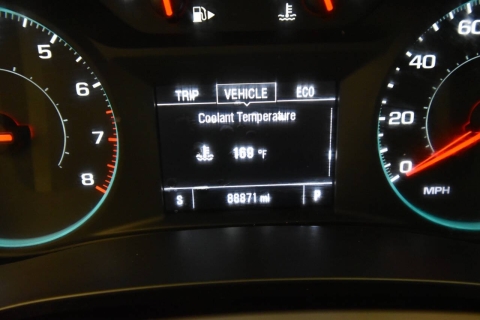 5
6
7
8
TRIP VEHICLE ECO
Coolant Temperature
°F
S mi P
60
40
20
0
MPH